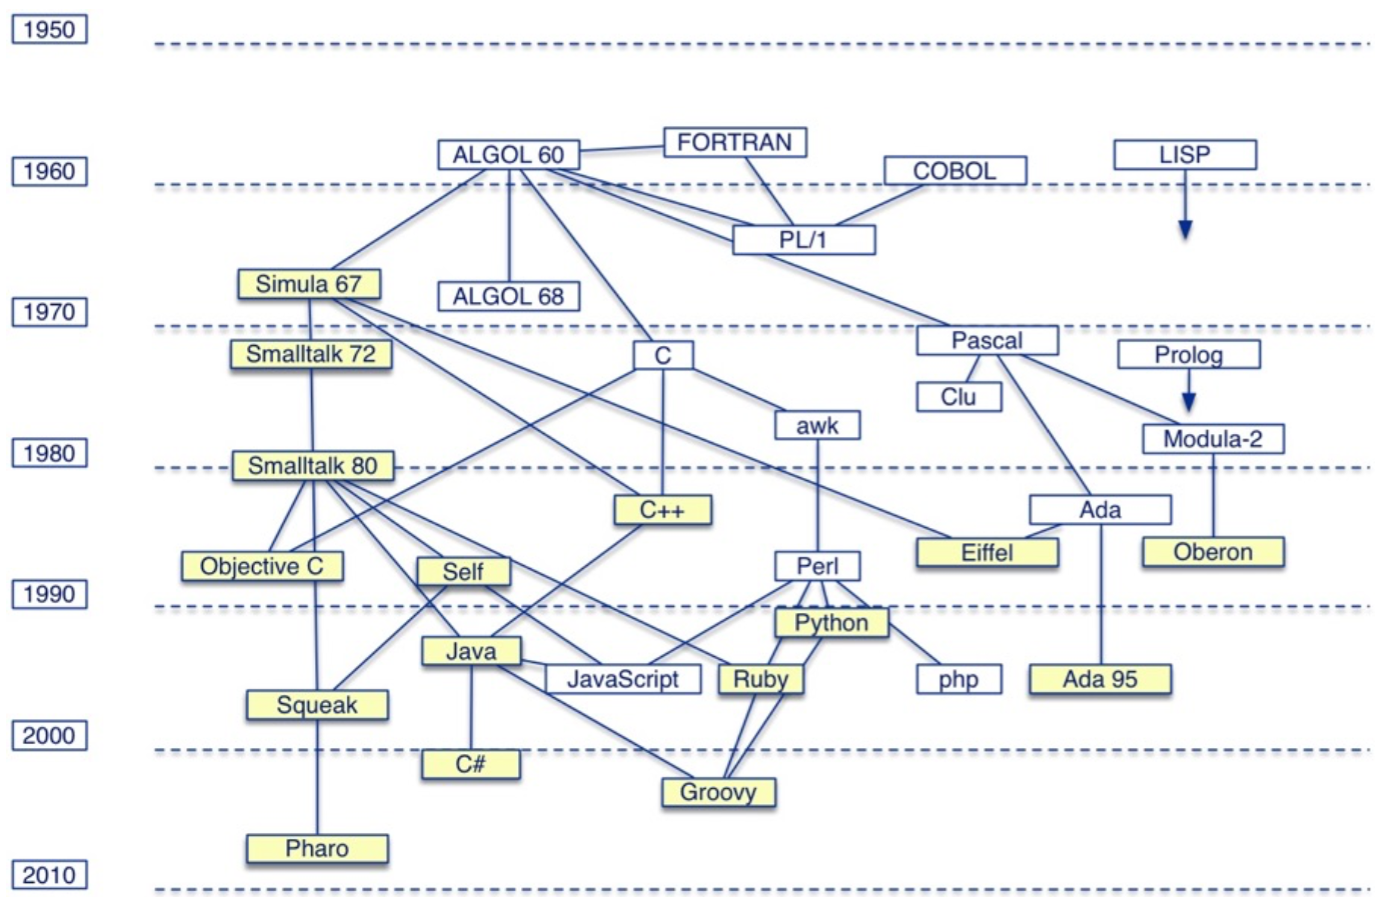 1950
FORTRAN
ALGOL 60
LISP
1960
COBOL
PL/1
Simula 67
ALGOL 68
1970
Pascal
Smalltalk 72
C
Prolog
Clu
awk
Modula-2
1980
Smalltalk 80
C++
Ada
Eiffel
Oberon
Objective C
Self
Perl
1990
Python
Java
JavaScript
Ruby
php
Ada 95
Squeak
2000
C#
Groovy
Pharo
2010